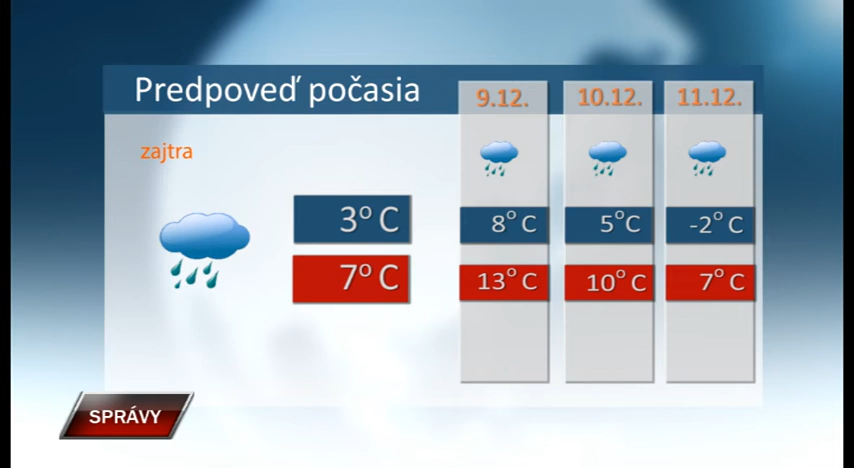 Predpoveď počasia
zajtra
3° C
7° C
9.12.
8° C
13° C
10.12.
5°C
10° C
11.12.
-2° C
7° C
SPRÁVY